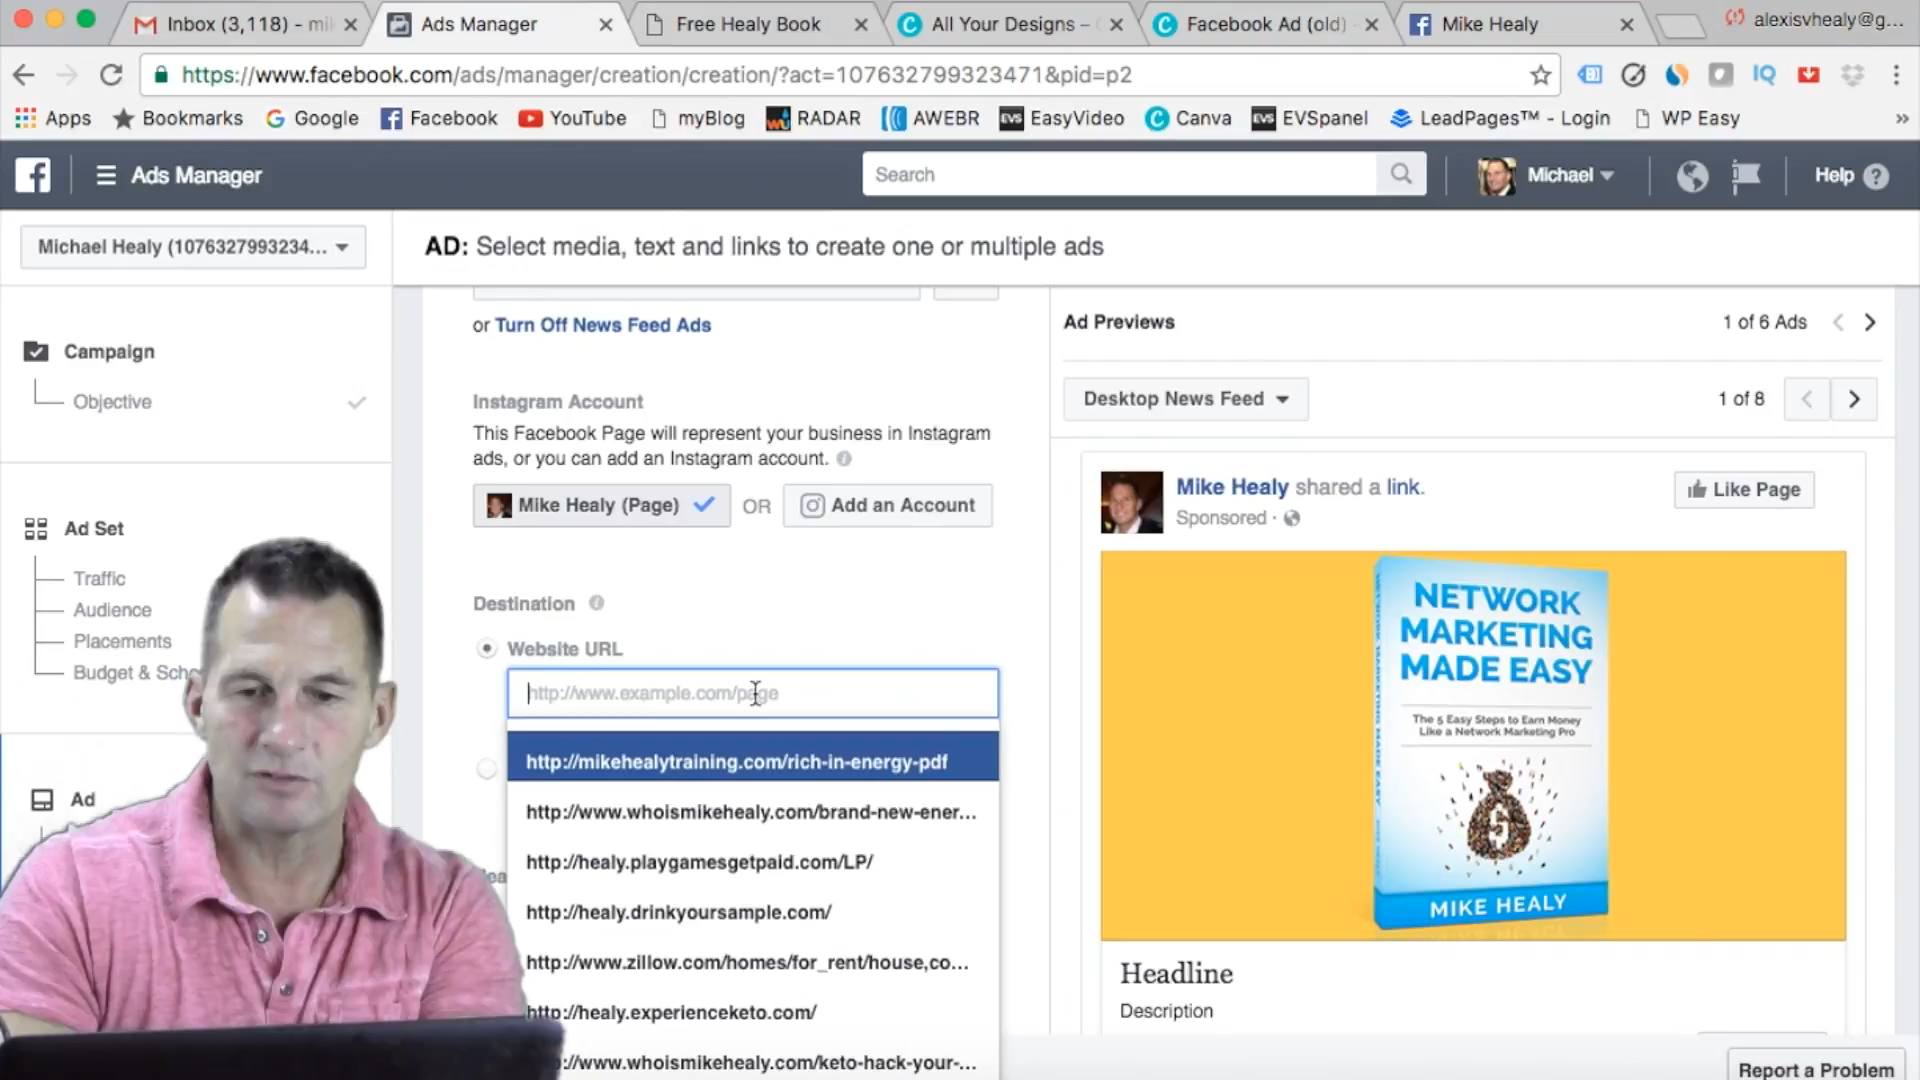 Inbox (3,118) - mi
Ads Manager
Free Healy Book
All Your Designs –
Facebook Ad (old) -
Mike Healy
alexisvhealy@g...
https://www.facebook.com/ads/manager/creation/creation/?act=107632799323471&pid=p2
Apps
Bookmarks
Google
Facebook
YouTube
myBlog
RADAR
AWEBR
EasyVideo
Canva
EVSpanel
LeadPages™ - Login
WP Easy
Ads Manager
Search
Michael
Help
Michael Healy (1076327993234...
AD: Select media, text and links to create one or multiple ads
Campaign
Objective
Ad Set
Traffic
Audience
Placements
Budget & Sche
Ad
or Turn Off News Feed Ads
Instagram Account
This Facebook Page will represent your business in Instagram
ads, or you can add an Instagram account.
Mike Healy (Page)
OR
Add an Account
Destination
Website URL
http://www.example.com/page
http://mikehealytraining.com/rich-in-energy-pdf
http://www.whoismikehealy.com/brand-new-ener...
http://healy.playgamesgetpaid.com/LP/
http://healy.drinkyoursample.com/
http://www.zillow.com/homes/for_rent/house,co...
http://healy.experienceketo.com/
http://www.whoismikehealy.com/keto-hack-your-...
Ad Previews
1 of 6 Ads
Desktop News Feed
1 of 8
Mike Healy shared a link.
Sponsored ·
Like Page
NETWORK
MARKETING
MADE EASY
The 5 Easy Steps to Earn Money
Like a Network Marketing Pro
$
MIKE HEALY
Headline
Description
Report a Problem